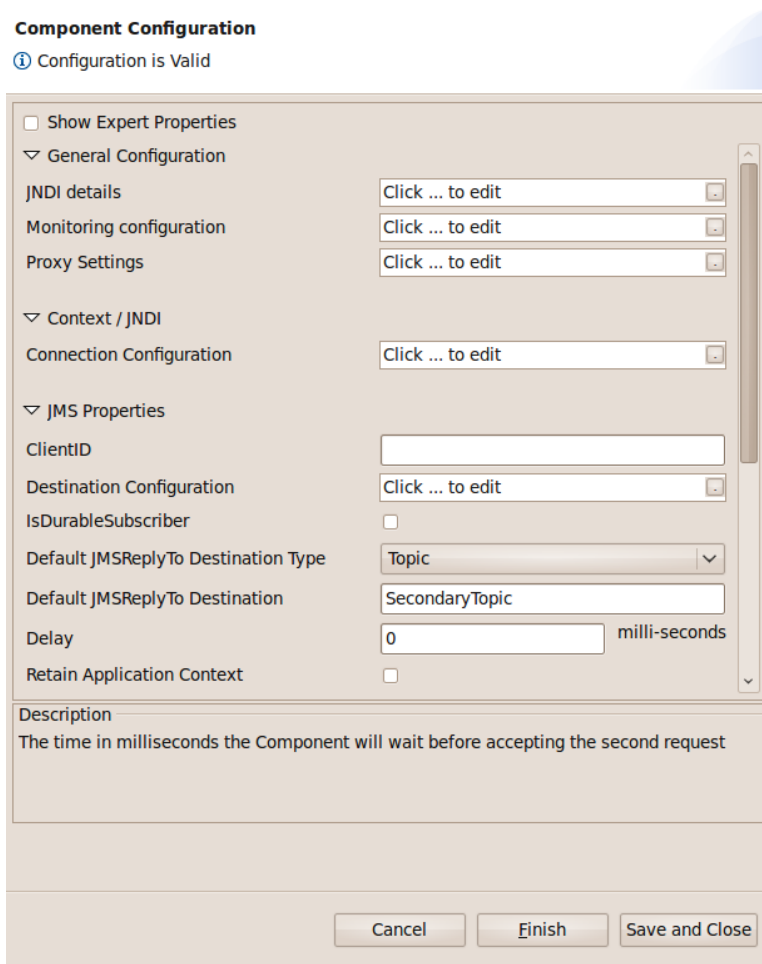 Component Configuration
Configuration is Valid
Show Expert Properties
General Configuration
JNDI details Click ... to edit .
Monitoring configuration Click ... to edit .
Proxy Settings Click ... to edit .
Context / JNDI
Connection Configuration Click ... to edit .
JMS Properties
ClientID
Destination Configuration Click ... to edit .
IsDurableSubscriber
Default JMSReplyTo Destination Type Topic
Default JMSReplyTo Destination SecondaryTopic
Delay 0 milli-seconds
Retain Application Context
Description
The time in milliseconds the Component will wait before accepting the second request
Cancel Finish Save and Close